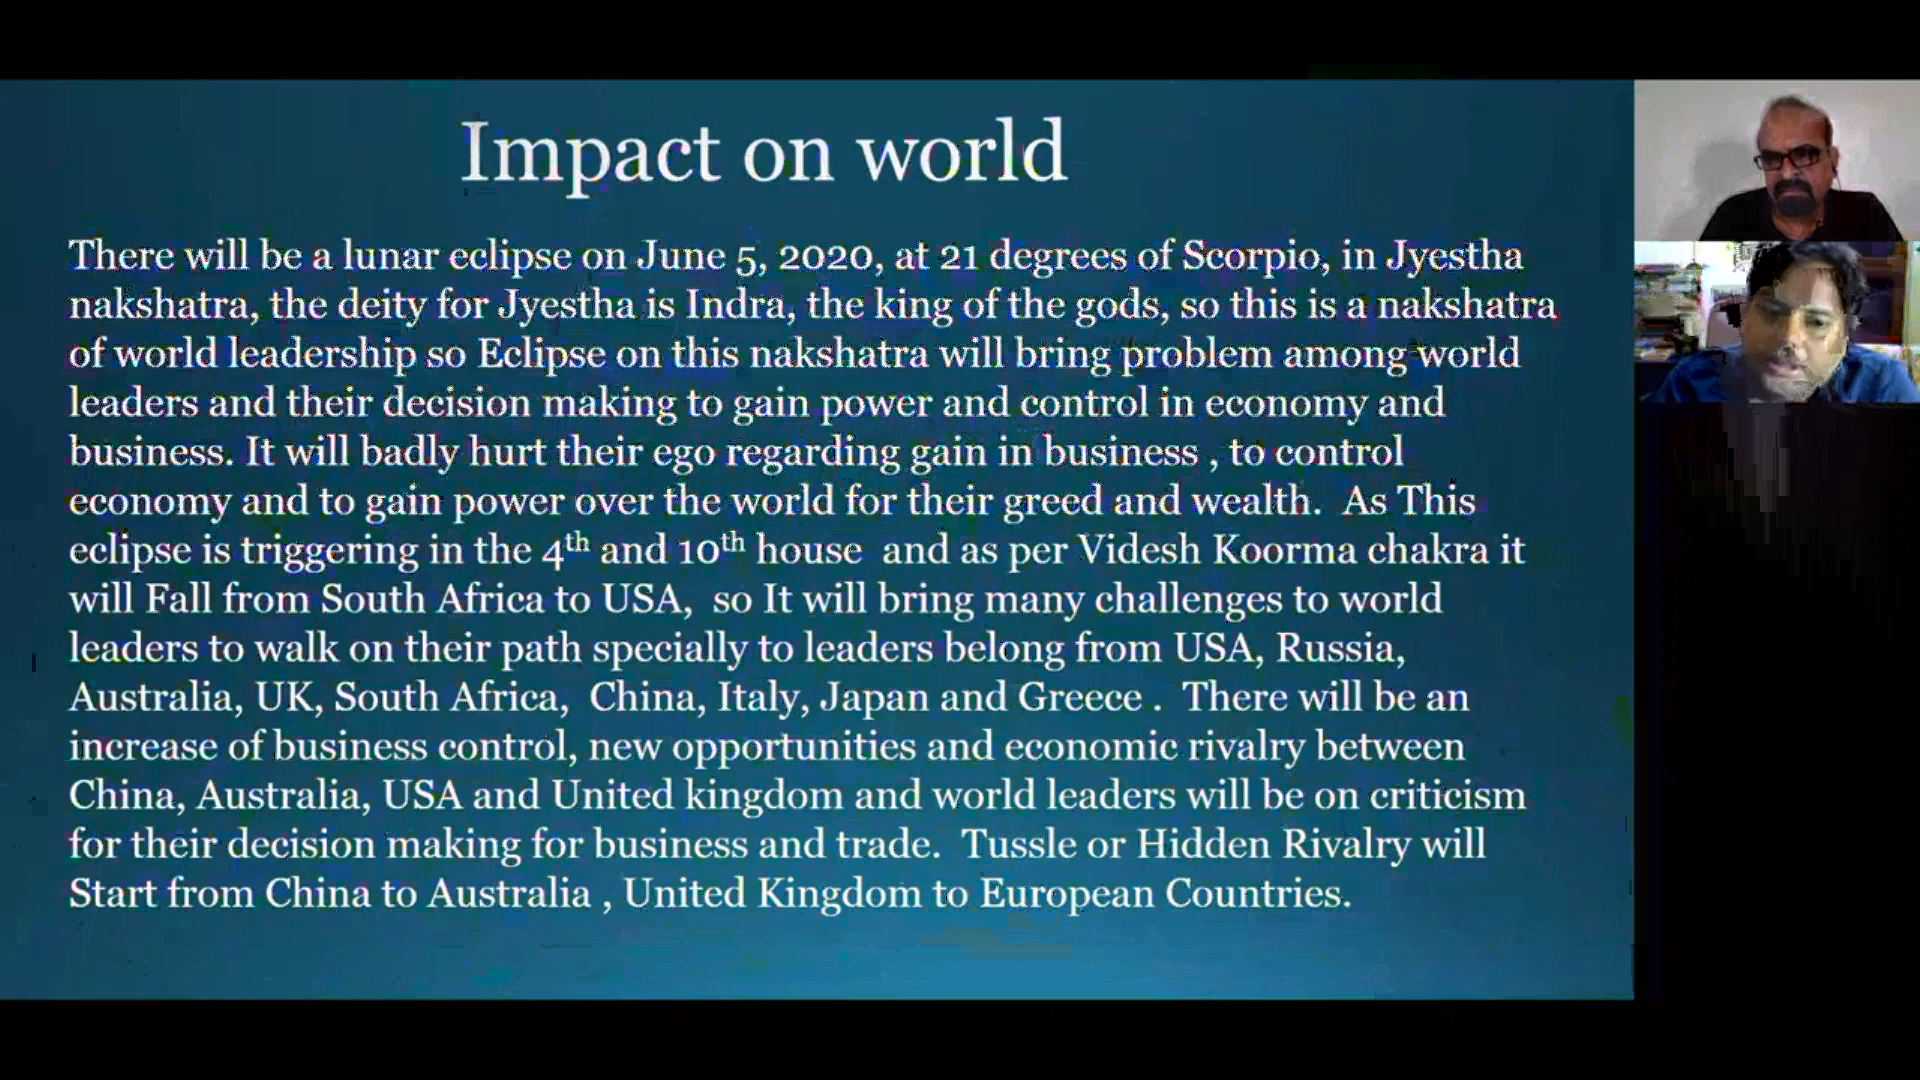 Impact on world
There will be a lunar eclipse on June 5, 2020, at 21 degrees of Scorpio, in Jyestha
nakshatra, the deity for Jyestha is Indra, the king of the gods, so this is a nakshatra
of world leadership so Eclipse on this nakshatra will bring problem among world
leaders and their decision making to gain power and control in economy and
business. It will badly hurt their ego regarding gain in business , to control
economy and to gain power over the world for their greed and wealth.  As This
eclipse is triggering in the 4th and 10th house  and as per Videsh Koorma chakra it
will Fall from South Africa to USA,  so It will bring many challenges to world
leaders to walk on their path specially to leaders belong from USA, Russia,
Australia, UK, South Africa,  China, Italy, Japan and Greece .  There will be an
increase of business control, new opportunities and economic rivalry between
China, Australia, USA and United kingdom and world leaders will be on criticism
for their decision making for business and trade.  Tussle or Hidden Rivalry will
Start from China to Australia , United Kingdom to European Countries.